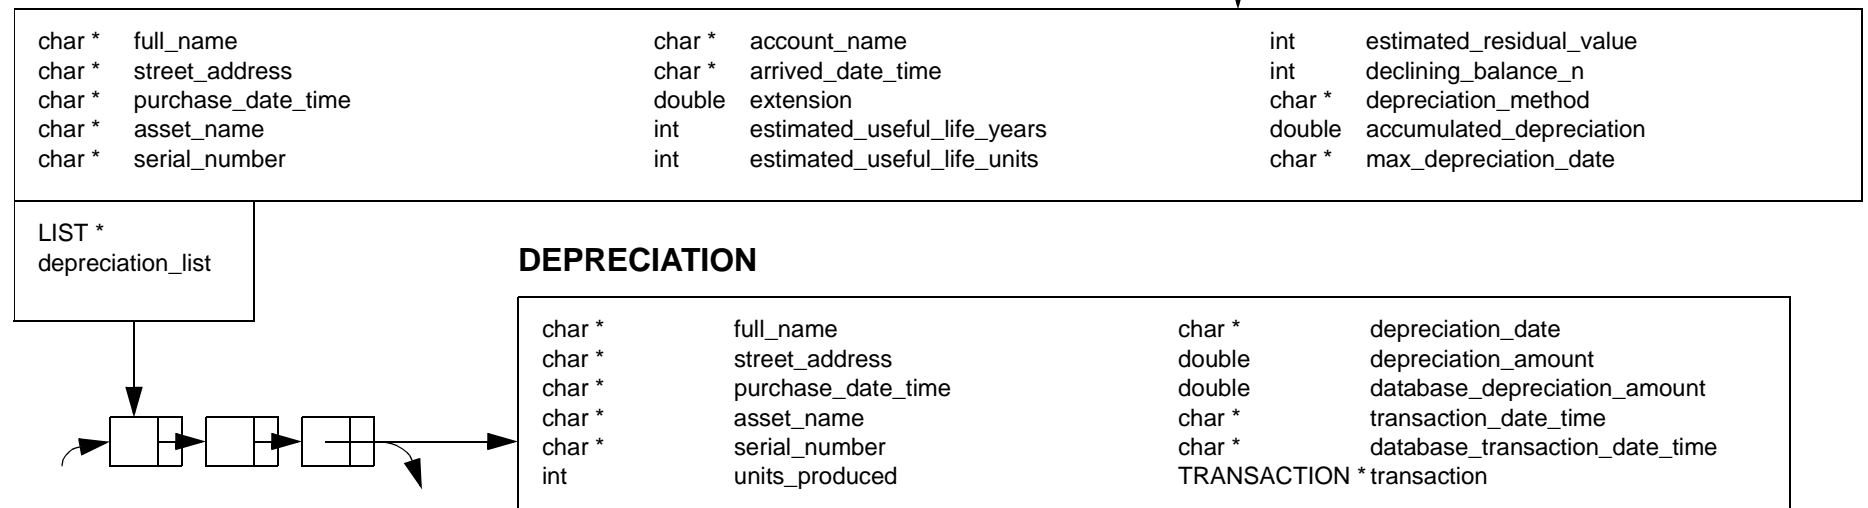 char * full_name char * account_name int estimated_residual_value
char * street_address char * arrived_date_time int declining_balance_n
char * purchase_date_time double extension char * depreciation_method
char * asset_name int estimated_useful_life_years double accumulated_depreciation
char * serial_number int estimated_useful_life_units char * max_depreciation_date
LIST *
depreciation_list
DEPRECIATION
char * full_name char * depreciation_date
char * street_address double depreciation_amount
char * purchase_date_time double database_depreciation_amount
char * asset_name char * transaction_date_time
char * serial_number char * database_transaction_date_time
int units_produced TRANSACTION * transaction